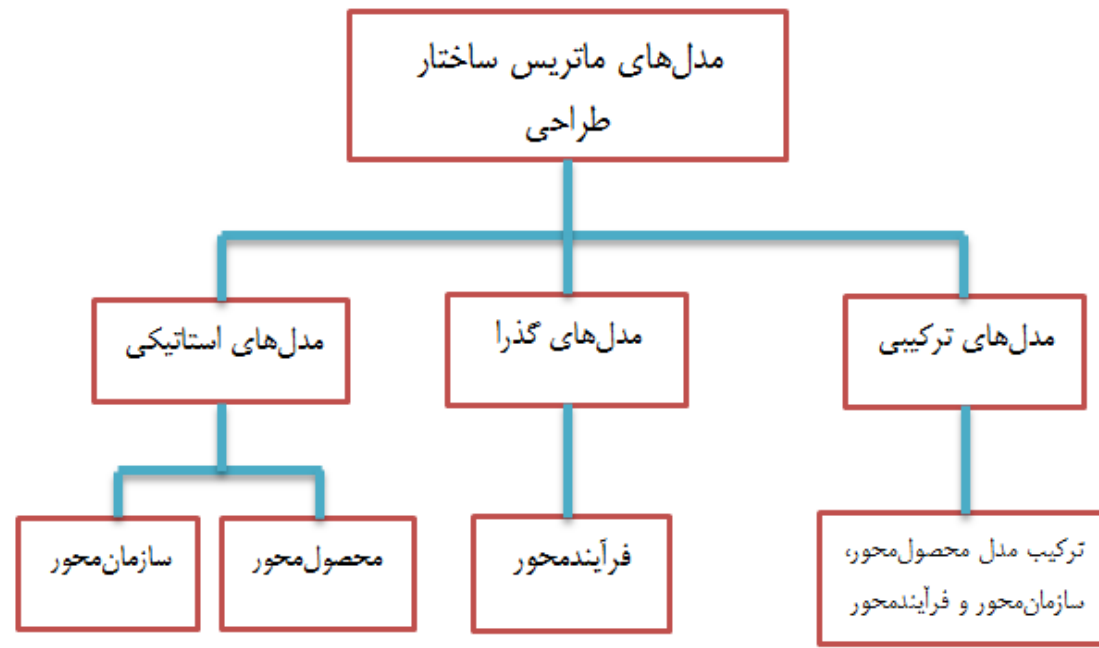 مدل‌های ماتریس ساختار
طراحی
مدل‌های ترکیبی
مدل‌های گذرا
مدل‌های استاتیکی
ترکیب مدل محصول‌محور،
سازمان‌محور و فرآیندمحور
فرآیندمحور
محصول‌محور
سازمان‌محور